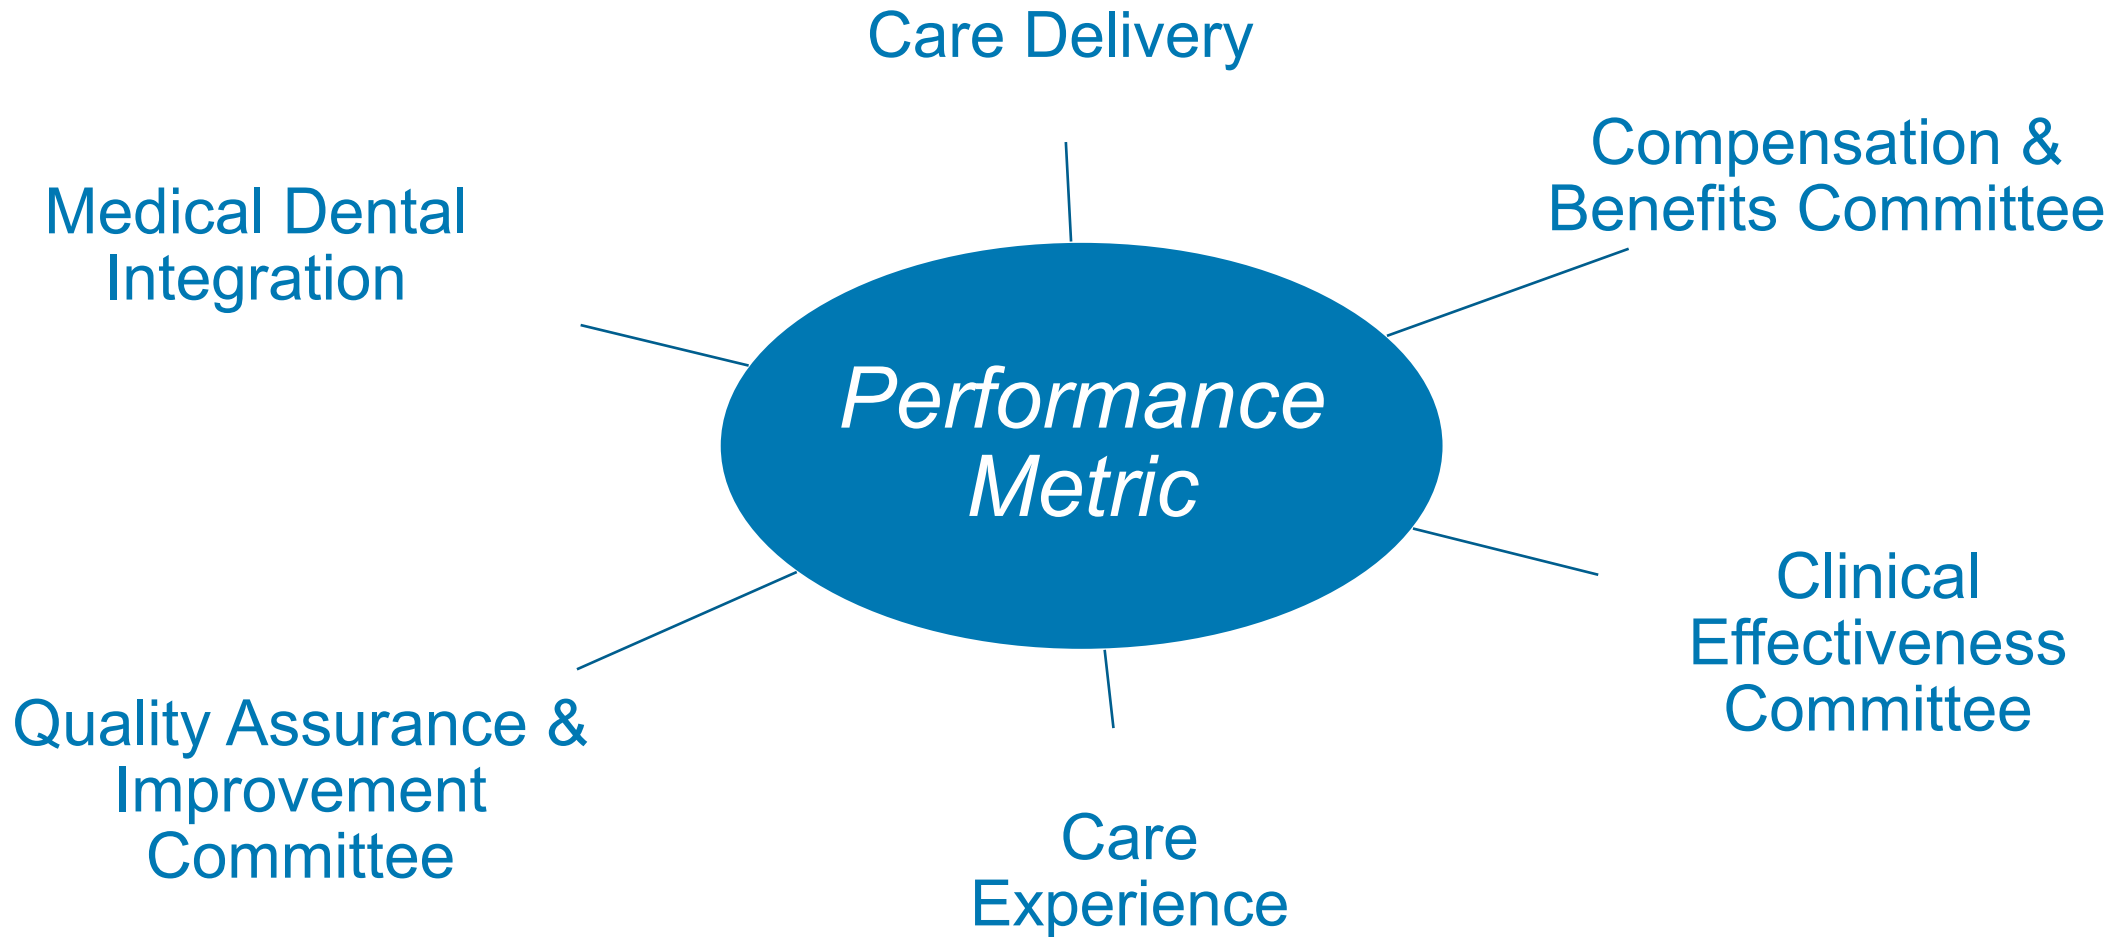 Care Delivery
Compensation &
Benefits Committee
Medical Dental
Integration
Performance
Metric
Clinical
Effectiveness
Committee
Quality Assurance &
Improvement
Committee
Care
Experience